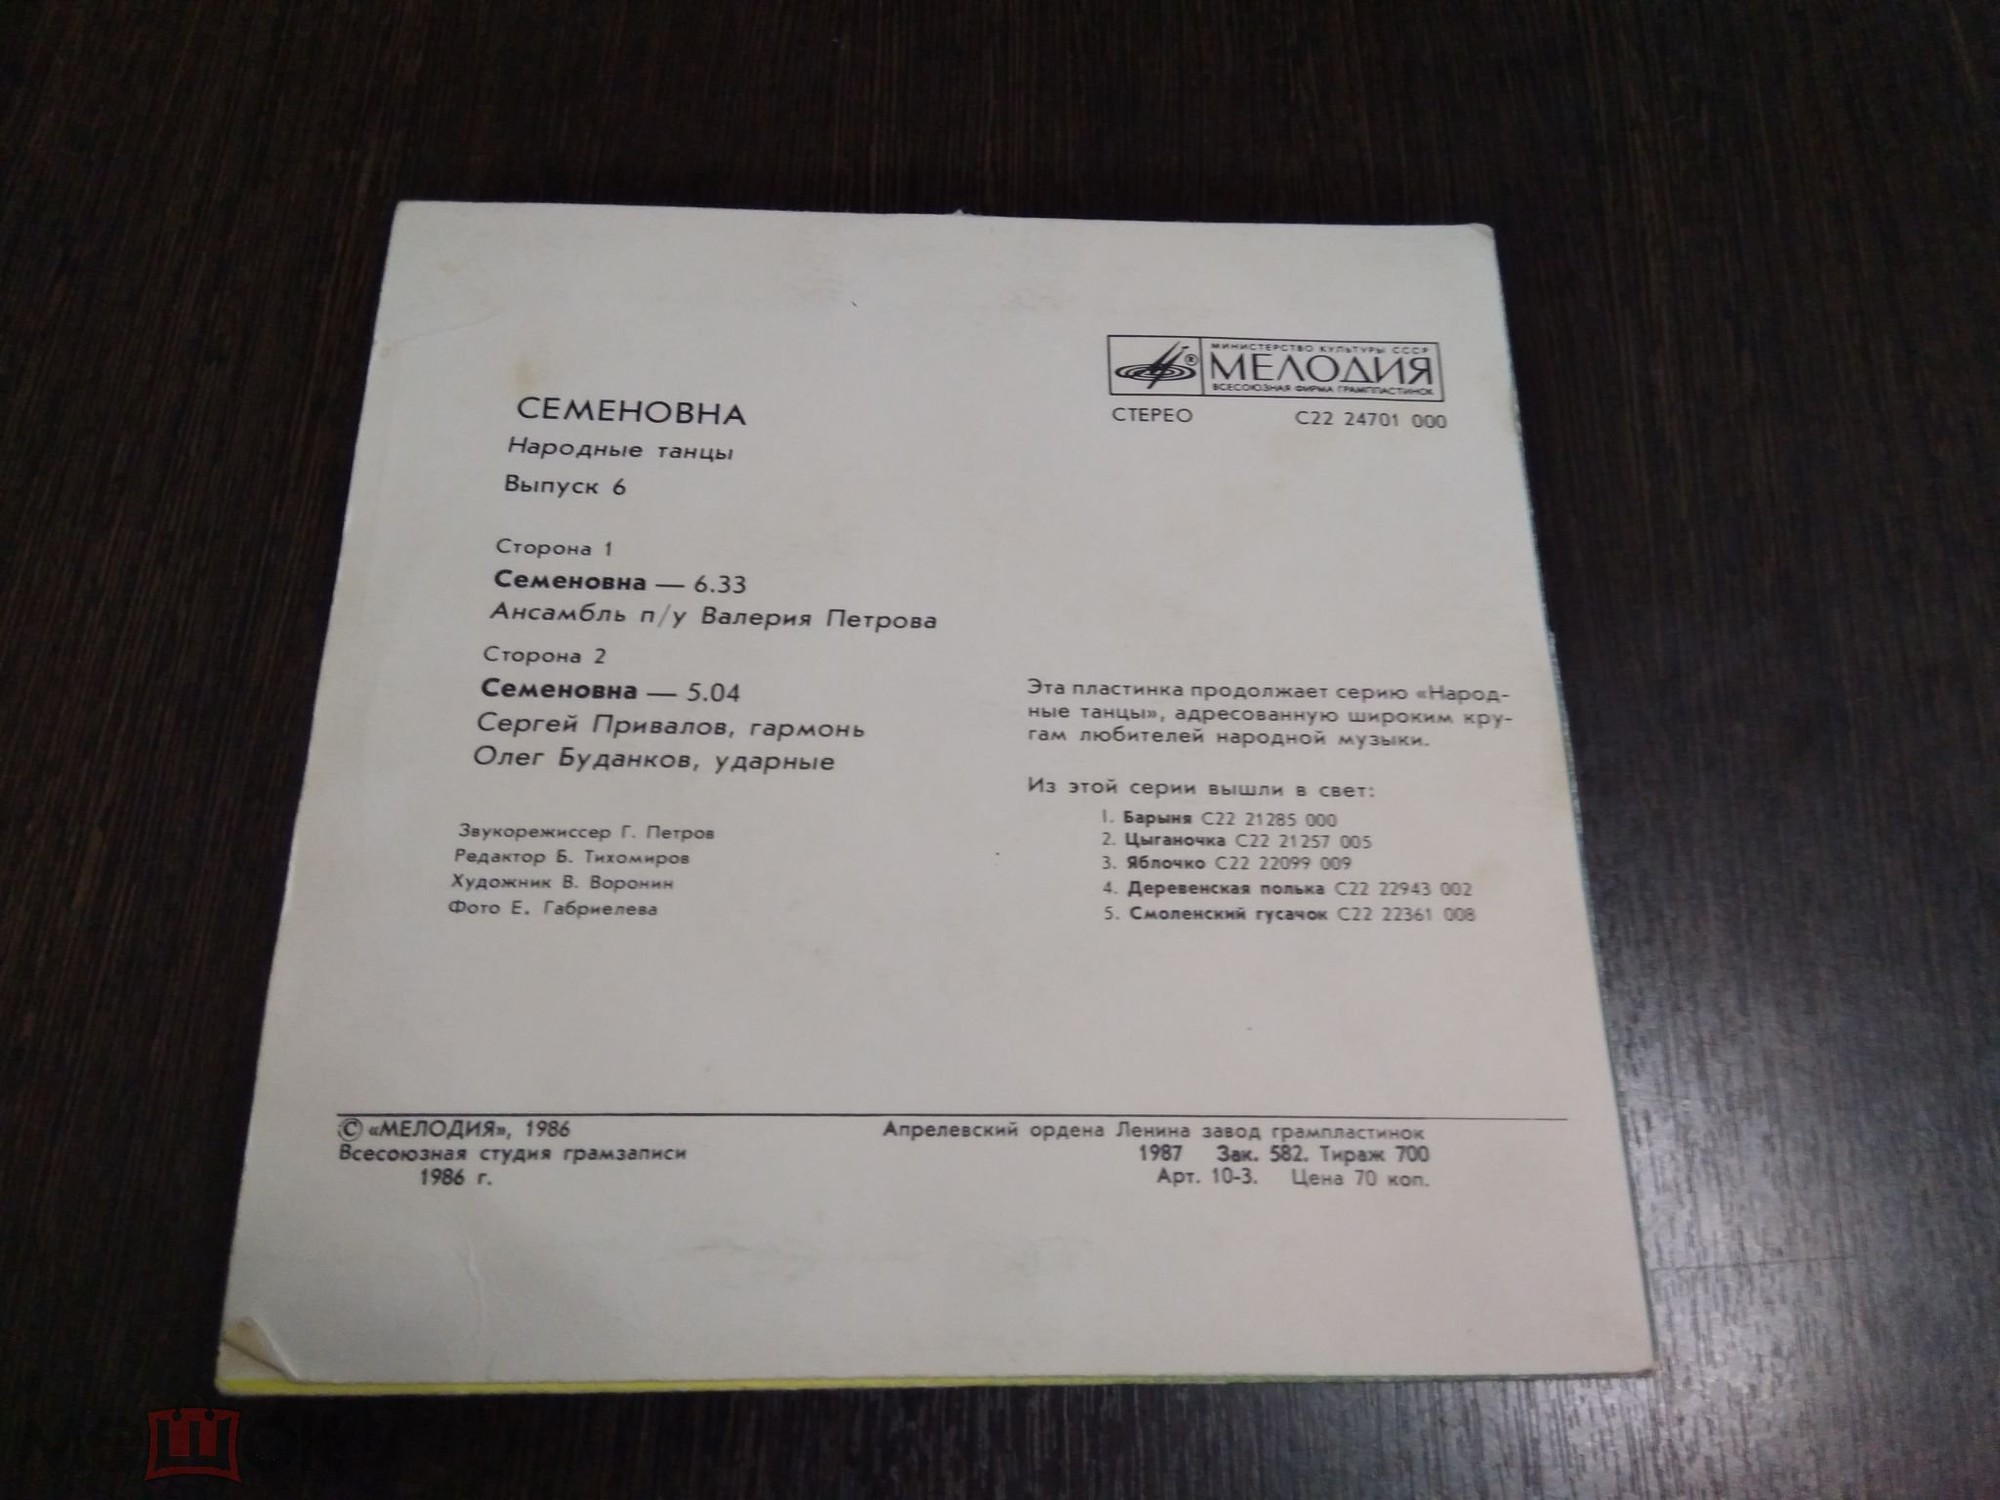 МИНИСТЕРСТВО КУЛЬТУРЫ СССР
МЕЛОДИЯ
ВСЕСОЮЗНАЯ ФИРМА ГРАМПЛАСТИНОК
СТЕРЕО С22 24701 000
СЕМЕНОВНА
Народные танцы
Выпуск 6
Сторона 1
Семеновна — 6.33
Ансамбль п/у Валерия Петрова
Сторона 2
Семеновна — 5.04
Сергей Привалов, гармонь
Олег Буданков, ударные
Звукорежиссер Г. Петров
Редактор Б. Тихомиров
Художник В. Воронин
Фото Е. Габриелева
Эта пластинка продолжает серию «Народ-
ные танцы», адресованную широким кру-
гам любителей народной музыки.
Из этой серии вышли в свет:
1. Барыня С22 21285 000
2. Цыганочка С22 21257 005
3. Яблочко С22 22099 009
4. Деревенская полька С22 22943 002
5. Смоленский гусачок С22 22361 008
© «МЕЛОДИЯ», 1986
Всесоюзная студия грамзаписи
1986 г.
Апрелевский ордена Ленина завод грампластинок
1987 Зак. 582. Тираж 700
Арт. 10-3. Цена 70 коп.